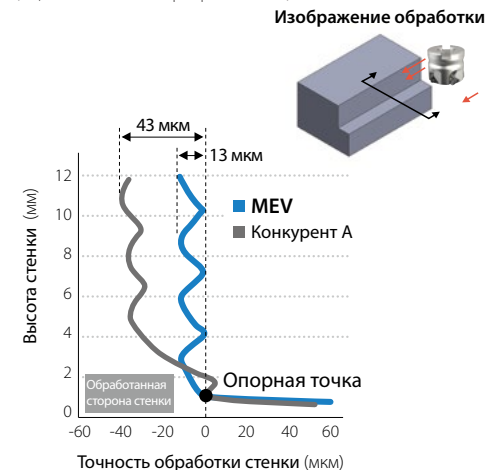 Изображение обработки
43 мкм
13 мкм
MEV
Конкурент А
Высота стенки (мм)
12
10
8
6
4
2
0
Обработанная
сторона стенки
Опорная точка
-60 -40 -20 0 20 40 60
Точность обработки стенки (мкм)